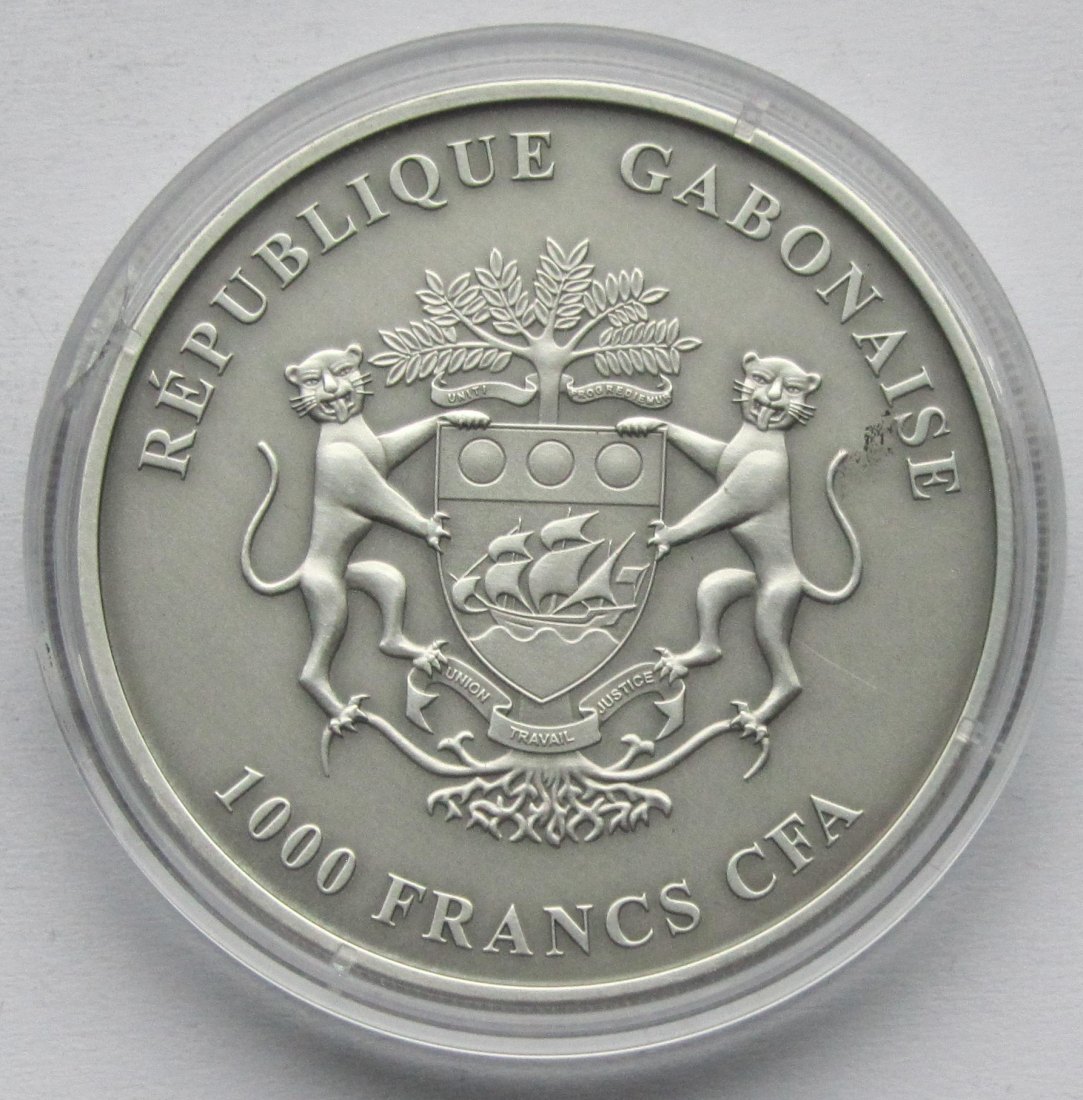 RÉPUBLIQUE GABONAISE
UNITI PROGREDIEMUR
UNION TRAVAIL JUSTICE
1000 FRANCS CFA